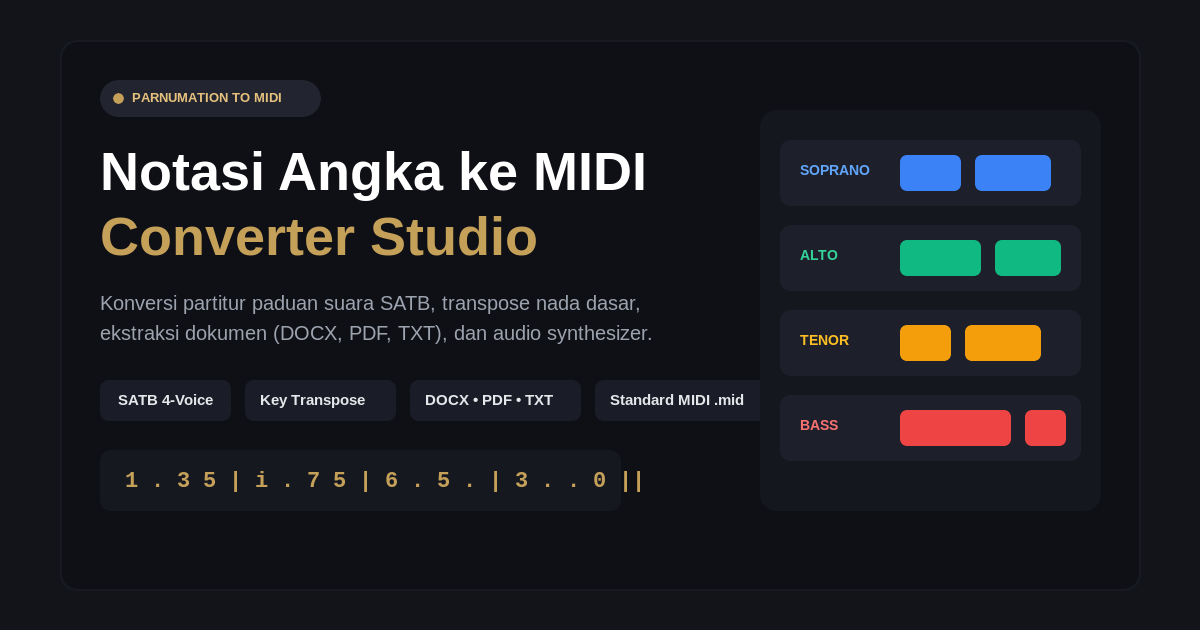 PARNUMATION TO MIDI
Notasi Angka ke MIDI
Converter Studio
Konversi partitur paduan suara SATB, transpose nada dasar,
ekstraksi dokumen (DOCX, PDF, TXT), dan audio synthesizer.
SATB 4-Voice
Key Transpose
DOCX • PDF • TXT
Standard MIDI .mid
1 . 3 5 | i . 7 5 | 6 . 5 . | 3 . . 0 ||
SOPRANO
ALTO
TENOR
BASS